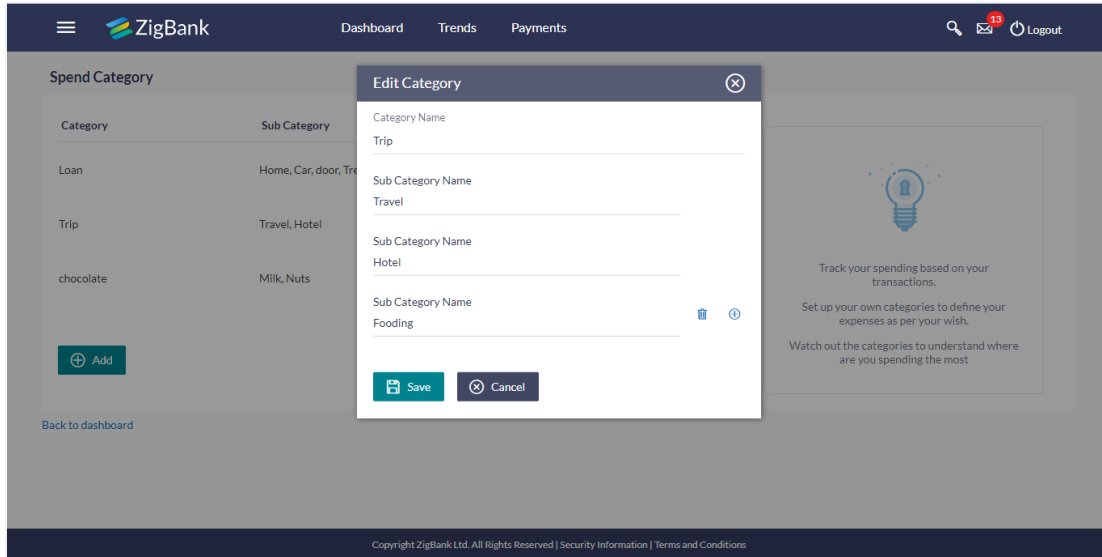 ZigBank
Dashboard Trends Payments
13
Logout
Spend Category
Category Sub Category
Loan Home, Car, door, Tre
Trip Travel, Hotel
chocolate Milk, Nuts
Add
Back to dashboard
Edit Category
Category Name
Trip
Sub Category Name
Travel
Sub Category Name
Hotel
Sub Category Name
Fooding
Save Cancel
Track your spending based on your
transactions.
Set up your own categories to define your
expenses as per your wish.
Watch out the categories to understand where
are you spending the most
Copyright ZigBank Ltd. All Rights Reserved | Security Information | Terms and Conditions